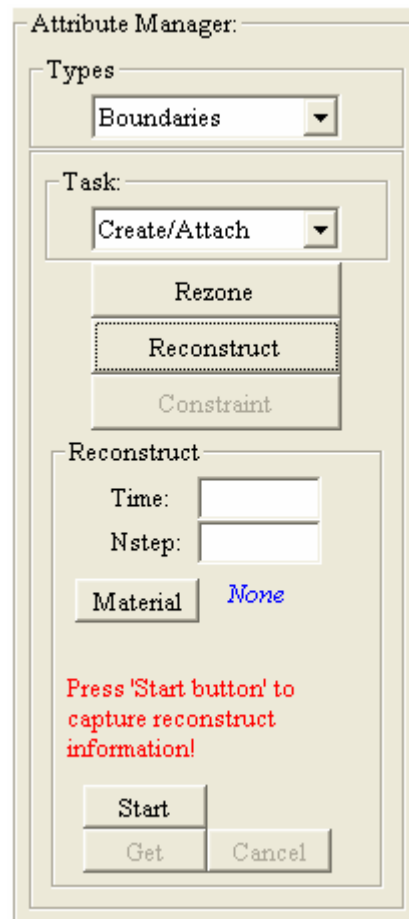 Attribute Manager:
Types
Boundaries
Task:
Create/Attach
Rezone
Reconstruct
Constraint
Reconstruct
Time:
Nstep:
Material None
Press 'Start button' to
capture reconstruct
information!
Start
Get Cancel